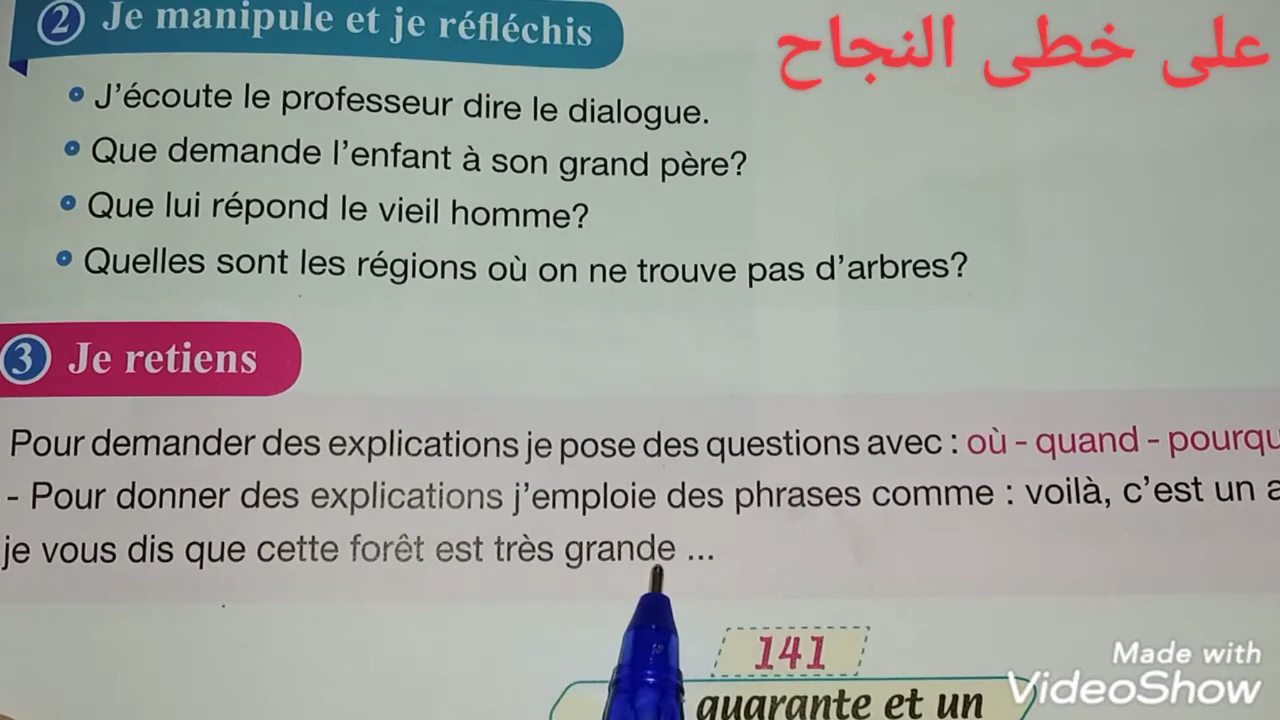 2 Je manipule et je réfléchis
على خطى النجاح
J'écoute le professeur dire le dialogue.
Que demande l'enfant à son grand père?
Que lui répond le vieil homme?
Quelles sont les régions où on ne trouve pas d'arbres?
3 Je retiens
Pour demander des explications je pose des questions avec : où - quand -
- Pour donner des explications j'emploie des phrases comme : voilà, c'est un
je vous dis que cette forêt est très grande ...
141
quarante et un
Made with
VideoShow